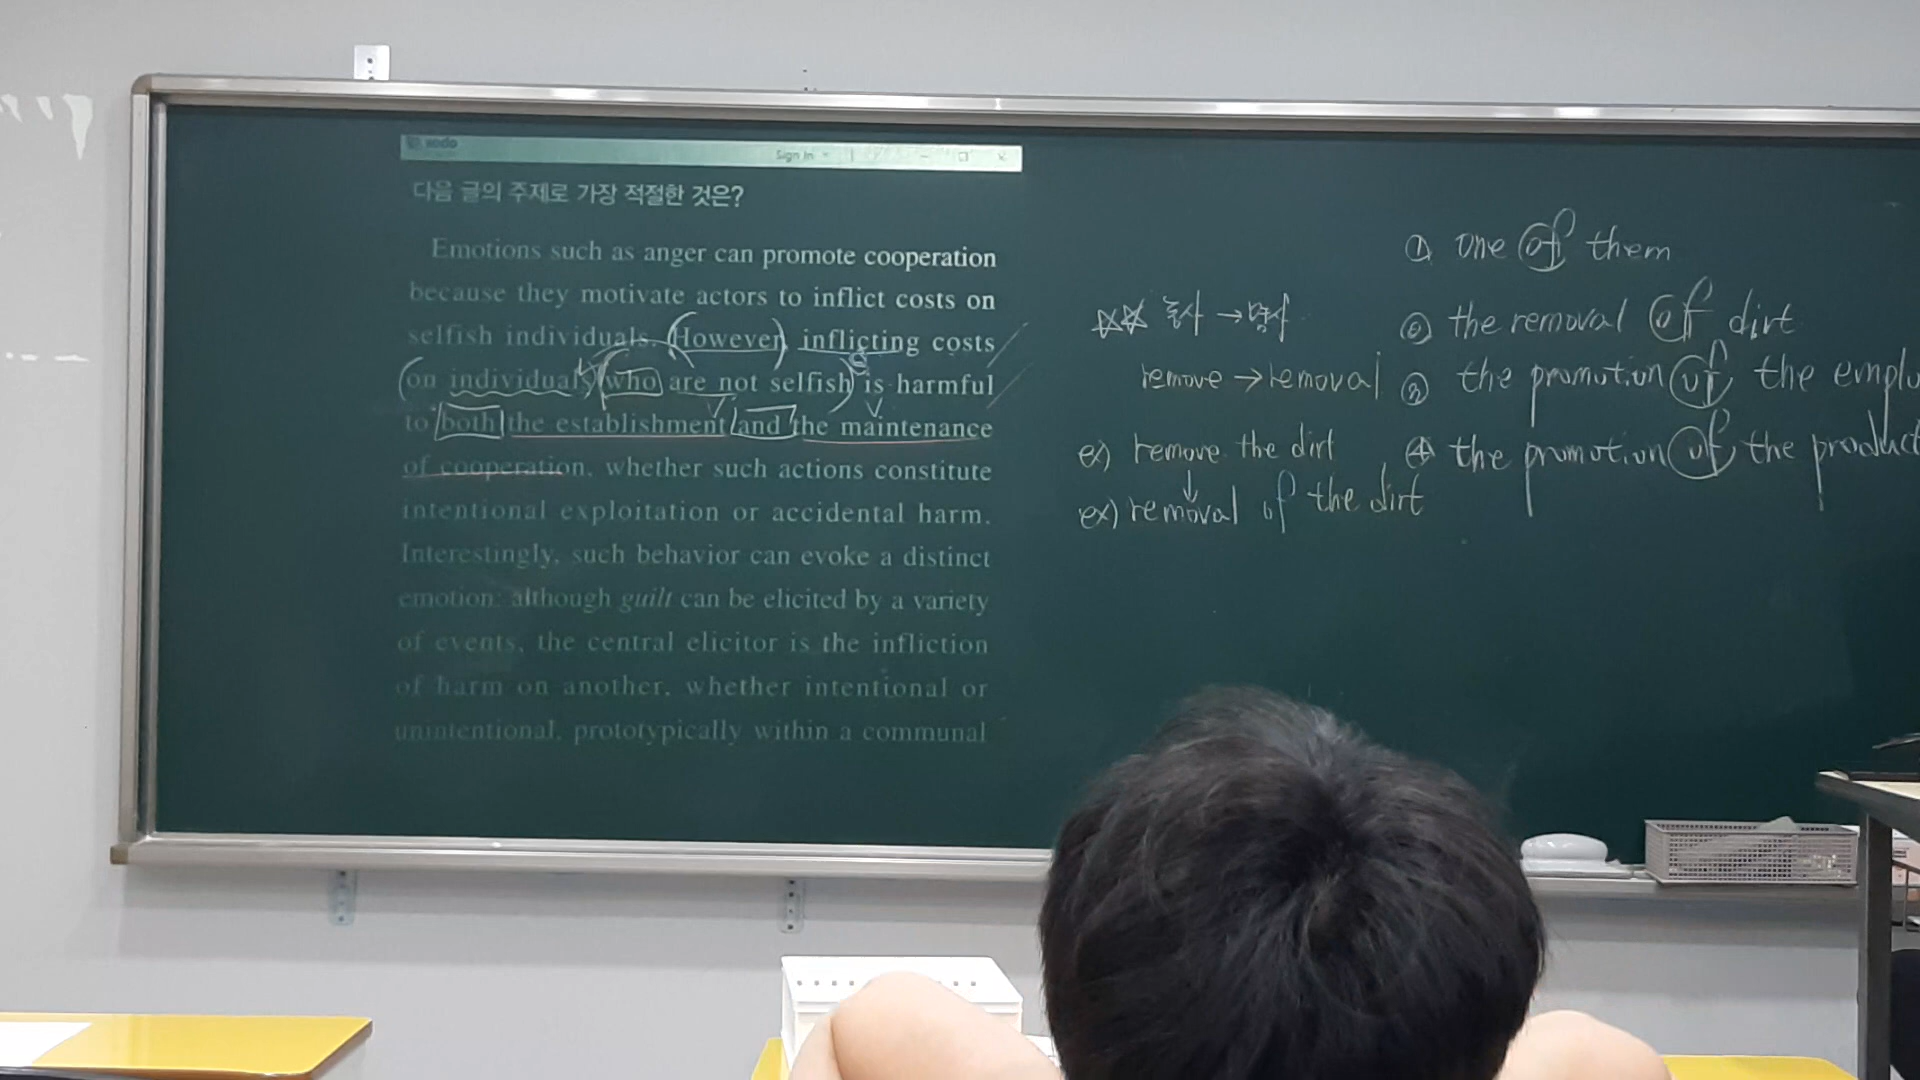 xodo
Sign In
다음 글의 주제로 가장 적절한 것은?
Emotions such as anger can promote cooperation
because they motivate actors to inflict costs on
selfish individuals. However, inflicting costs
on individuals who are not selfish is harmful
to both the establishment and the maintenance
of cooperation, whether such actions constitute
intentional exploitation or accidental harm.
Interestingly, such behavior can evoke a distinct
emotion: although guilt can be elicited by a variety
of events, the central elicitor is the infliction
of harm on another, whether intentional or
unintentional, prototypically within a communal
동사 → 명사
remove → removal
ex) remove the dirt
↓
ex) removal of the dirt
① one of them
② the removal of dirt
③ the promotion of the emplo
④ the promotion of the product